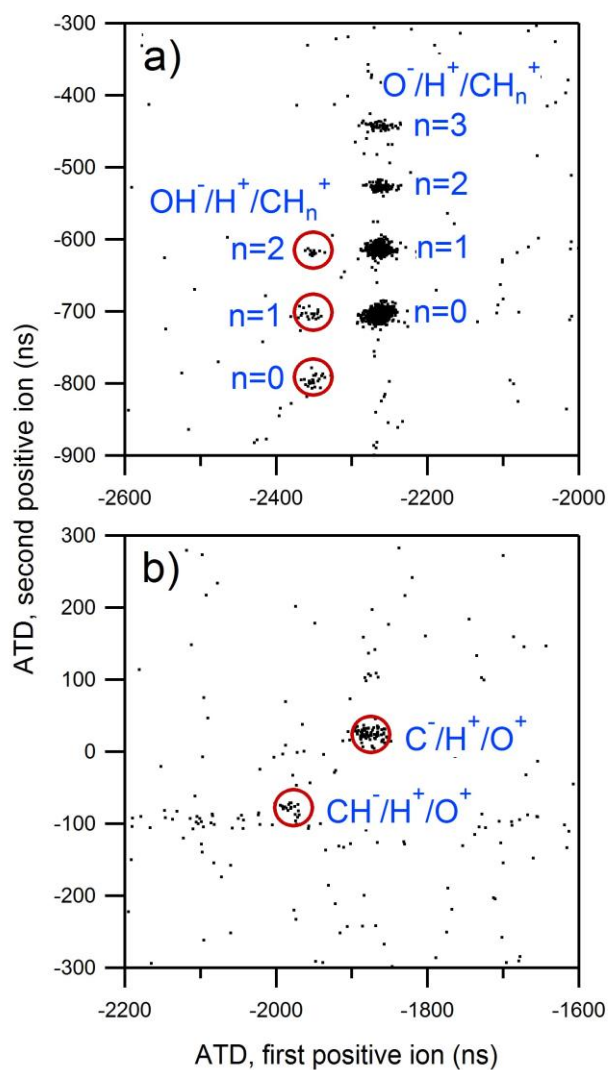 a)
O⁻/H⁺/CHₙ⁺
n=3
n=2
OH⁻/H⁺/CHₙ⁺
n=2
n=1
n=1
n=0
n=0
-300
-400
-500
-600
-700
-800
-900
-2600
-2400
-2200
-2000
b)
C⁻/H⁺/O⁺
CH⁻/H⁺/O⁺
300
200
100
0
-100
-200
-300
-2200
-2000
-1800
-1600
ATD, second positive ion (ns)
ATD, first positive ion (ns)